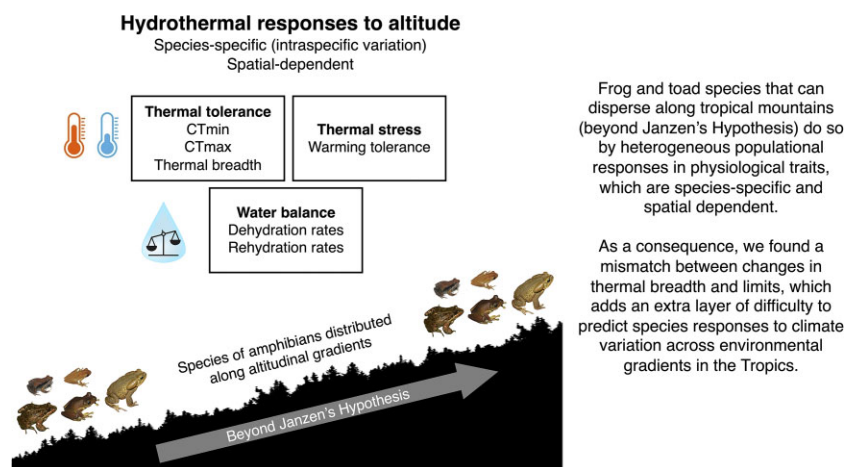 Hydrothermal responses to altitude
Species-specific (intraspecific variation)
Spatial-dependent
Thermal tolerance
CTmin
CTmax
Thermal breadth
Thermal stress
Warming tolerance
Water balance
Dehydration rates
Rehydration rates
Species of amphibians distributed
along altitudinal gradients
Beyond Janzen's Hypothesis
Frog and toad species that can
disperse along tropical mountains
(beyond Janzen's Hypothesis) do so
by heterogeneous populational
responses in physiological traits,
which are species-specific and
spatial dependent.
As a consequence, we found a
mismatch between changes in
thermal breadth and limits, which
adds an extra layer of difficulty to
predict species responses to climate
variation across environmental
gradients in the Tropics.